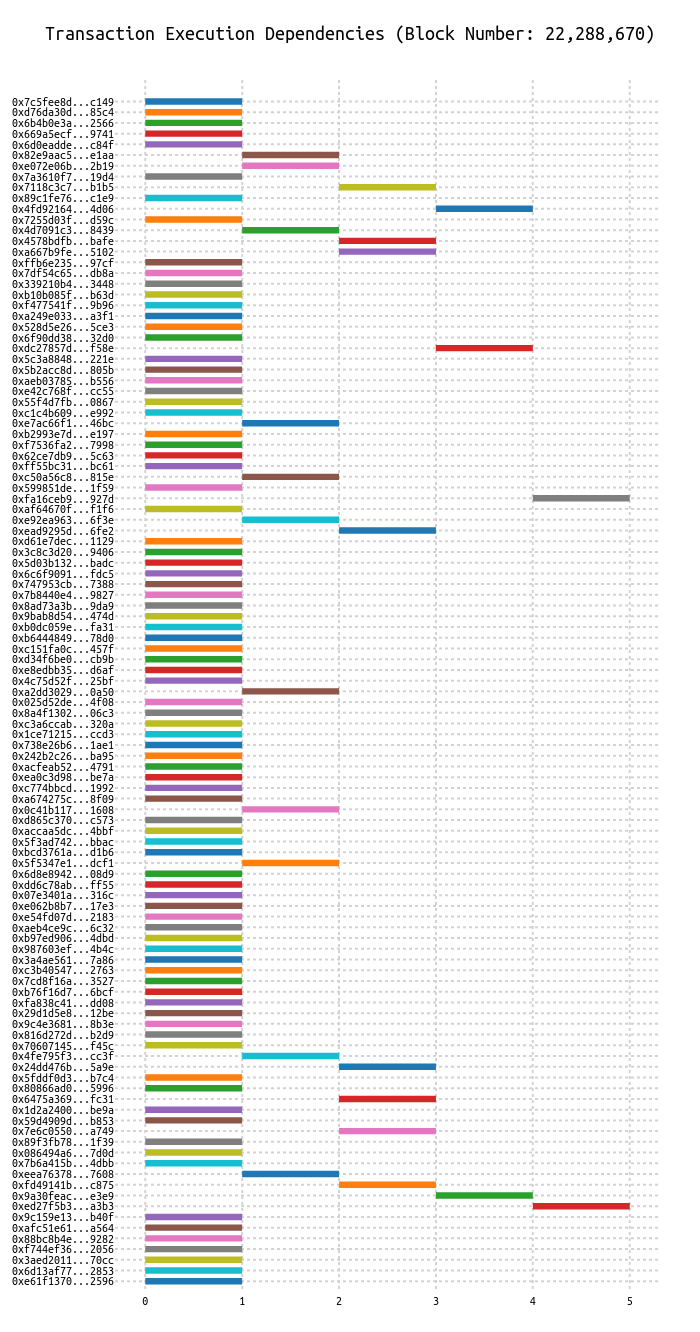 Transaction Execution Dependencies (Block Number: 22,288,670)
0x7c5fee8d...c149
0xd76da30d...85c4
0x6b4b0e3a...2566
0x669a5ecf...9741
0x6d0eadde...c84f
0x82e9aac5...e1aa
0xe072e06b...2b19
0x7a3610f7...19d4
0x7118c3c7...b1b5
0x89c1fe76...c1e9
0x4fd92164...4d06
0x7255d03f...d59c
0x4d7091c3...8439
0x4578bdfb...bafe
0xa667b9fe...5102
0xffb6e235...97cf
0x7df54c65...db8a
0x339210b4...3448
0xb10b085f...b63d
0xf477541f...9b96
0xa249e033...a3f1
0x528d5e26...5ce3
0x6f90dd38...32d0
0xdc27857d...f58e
0x5c3a8848...221e
0x5b2acc8d...805b
0xaeb03785...b556
0xe42c768f...cc55
0x55f4d7fb...0867
0xc1c4b609...e992
0xe7ac66f1...46bc
0xb2993e7d...e197
0xf7536fa2...7998
0x62ce7db9...5c63
0xff55bc31...bc61
0xc50a56c8...815e
0x599851de...1f59
0xfa16ceb9...927d
0xaf64670f...f1f6
0xe92ea963...6f3e
0xead9295d...6fe2
0xd61e7dec...1129
0x3c8c3d20...9406
0x5d03b132...badc
0x6c6f9091...fdc5
0x747953cb...7388
0x7b8440e4...9827
0x8ad73a3b...9da9
0x9bab8d54...474d
0xb0dc059e...fa31
0xb6444849...78d0
0xc151fa0c...457f
0xd34f6be0...cb9b
0xe8edbb35...d6af
0x4c75d52f...25bf
0xa2dd3029...0a50
0x025d52de...4f08
0x8a4f1302...06c3
0xc3a6ccab...320a
0x1ce71215...ccd3
0x738e26b6...1ae1
0x242b2c26...ba95
0xacfeab52...4791
0xea0c3d98...be7a
0xc774bbcd...1992
0xa674275c...8f09
0x0c41b117...1608
0xd865c370...c573
0xaccaa5dc...4bbf
0x5f3ad742...bbac
0xbcd3761a...d1b6
0x5f5347e1...dcf1
0x6d8e8942...08d9
0xdd6c78ab...ff55
0x07e3401a...316c
0xe062b8b7...17e3
0xe54fd07d...2183
0xaeb4ce9c...6c32
0xb97ed906...4dbd
0x987603ef...4b4c
0x3a4ae561...7a86
0xc3b40547...2763
0x7cd8f16a...3527
0xb76f16d7...6bcf
0xfa838c41...dd08
0x29d1d5e8...12be
0x9c4e3681...8b3e
0x816d272d...b2d9
0x70607145...f45c
0x4fe795f3...cc3f
0x24dd476b...5a9e
0x5fddf0d3...b7c4
0x80866ad0...5996
0x6475a369...fc31
0x1d2a2400...be9a
0x59d4909d...b853
0x7e6c0550...a749
0x89f3fb78...1f39
0x086494a6...7d0d
0x7b6a415b...4dbb
0xeea76378...7608
0xfd49141b...c875
0x9a30feac...e3e9
0xed27f5b3...a3b3
0x9c159e13...b40f
0xafc51e61...a564
0x88bc8b4e...9282
0xf744ef36...2056
0x3aed2011...70cc
0x6d13af77...2853
0xe61f1370...2596
0 1 2 3 4 5